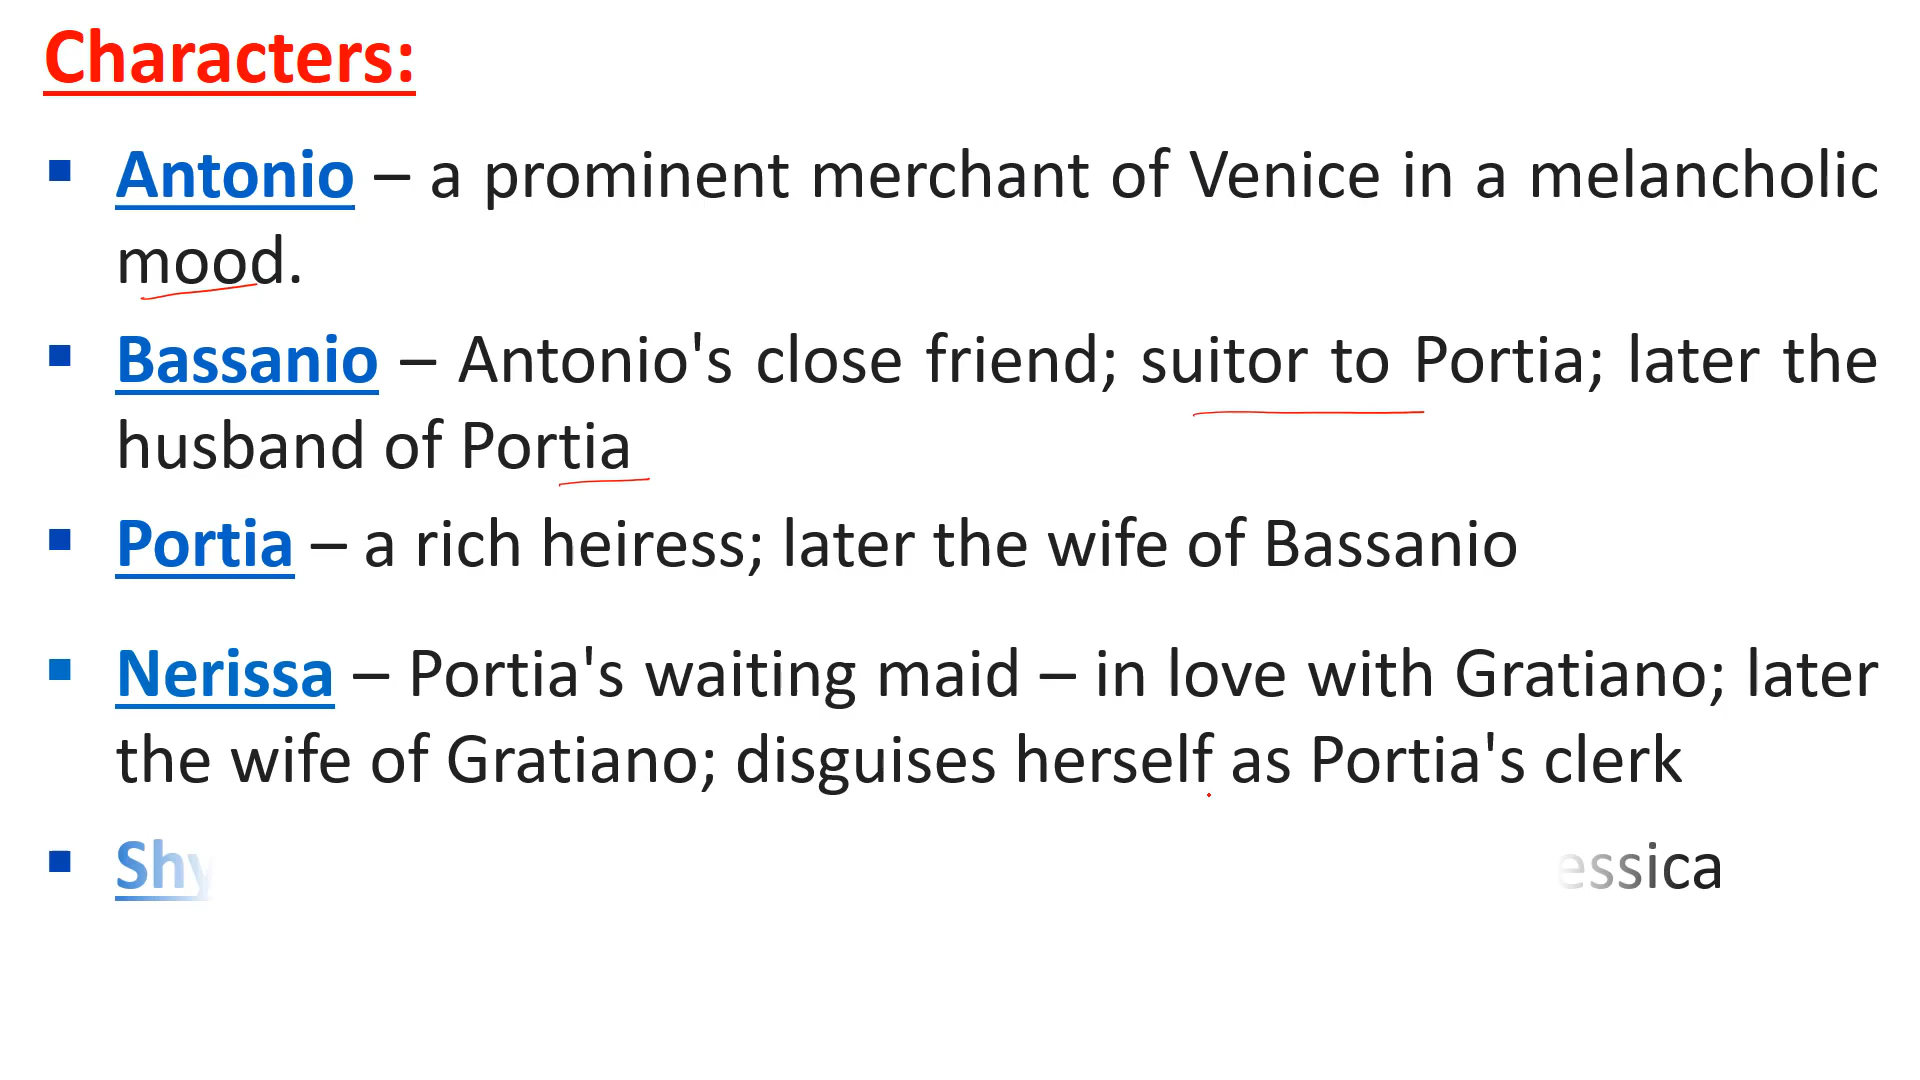 Characters:
▪ Antonio – a prominent merchant of Venice in a melancholic
mood.
▪ Bassanio – Antonio's close friend; suitor to Portia; later the
husband of Portia
▪ Portia – a rich heiress; later the wife of Bassanio
▪ Nerissa – Portia's waiting maid – in love with Gratiano; later
the wife of Gratiano; disguises herself as Portia's clerk
▪ Shy essica